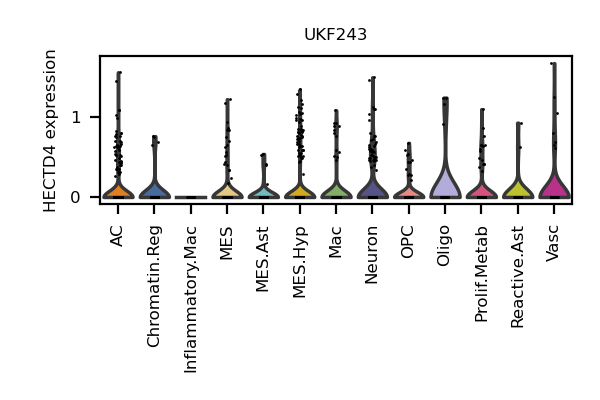 UKF243
HECTD4 expression
1
0
AC
Chromatin.Reg
Inflammatory.Mac
MES
MES.Ast
MES.Hyp
Mac
Neuron
OPC
Oligo
Prolif.Metab
Reactive.Ast
Vasc